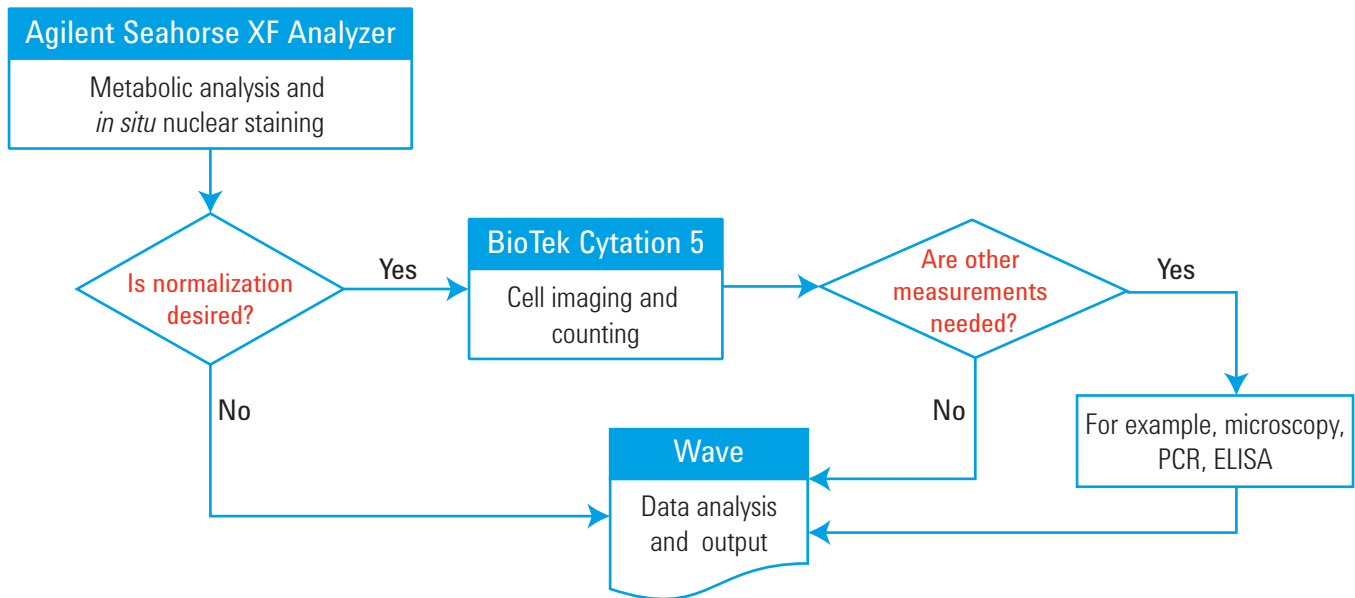 Agilent Seahorse XF Analyzer
Metabolic analysis and
in situ nuclear staining
Is normalization
desired?
Yes
No
BioTek Cytation 5
Cell imaging and
counting
Are other
measurements
needed?
Yes
No
For example, microscopy,
PCR, ELISA
Wave
Data analysis
and output